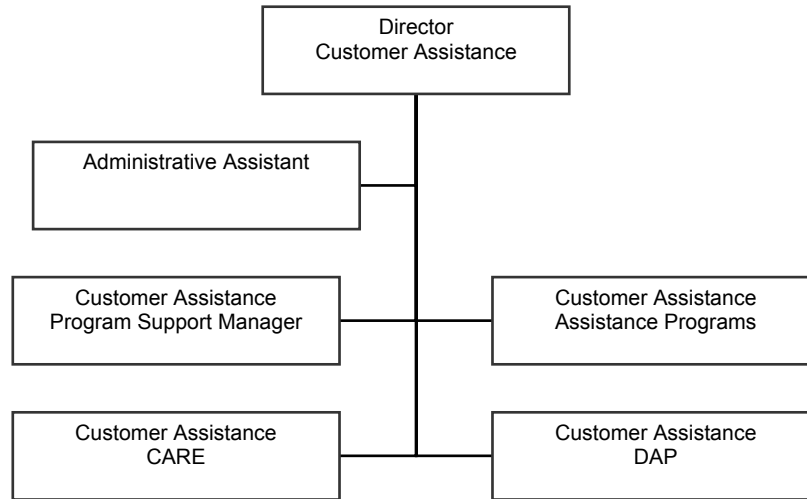 Director
Customer Assistance
Administrative Assistant
Customer Assistance
Program Support Manager
Customer Assistance
Assistance Programs
Customer Assistance
CARE
Customer Assistance
DAP